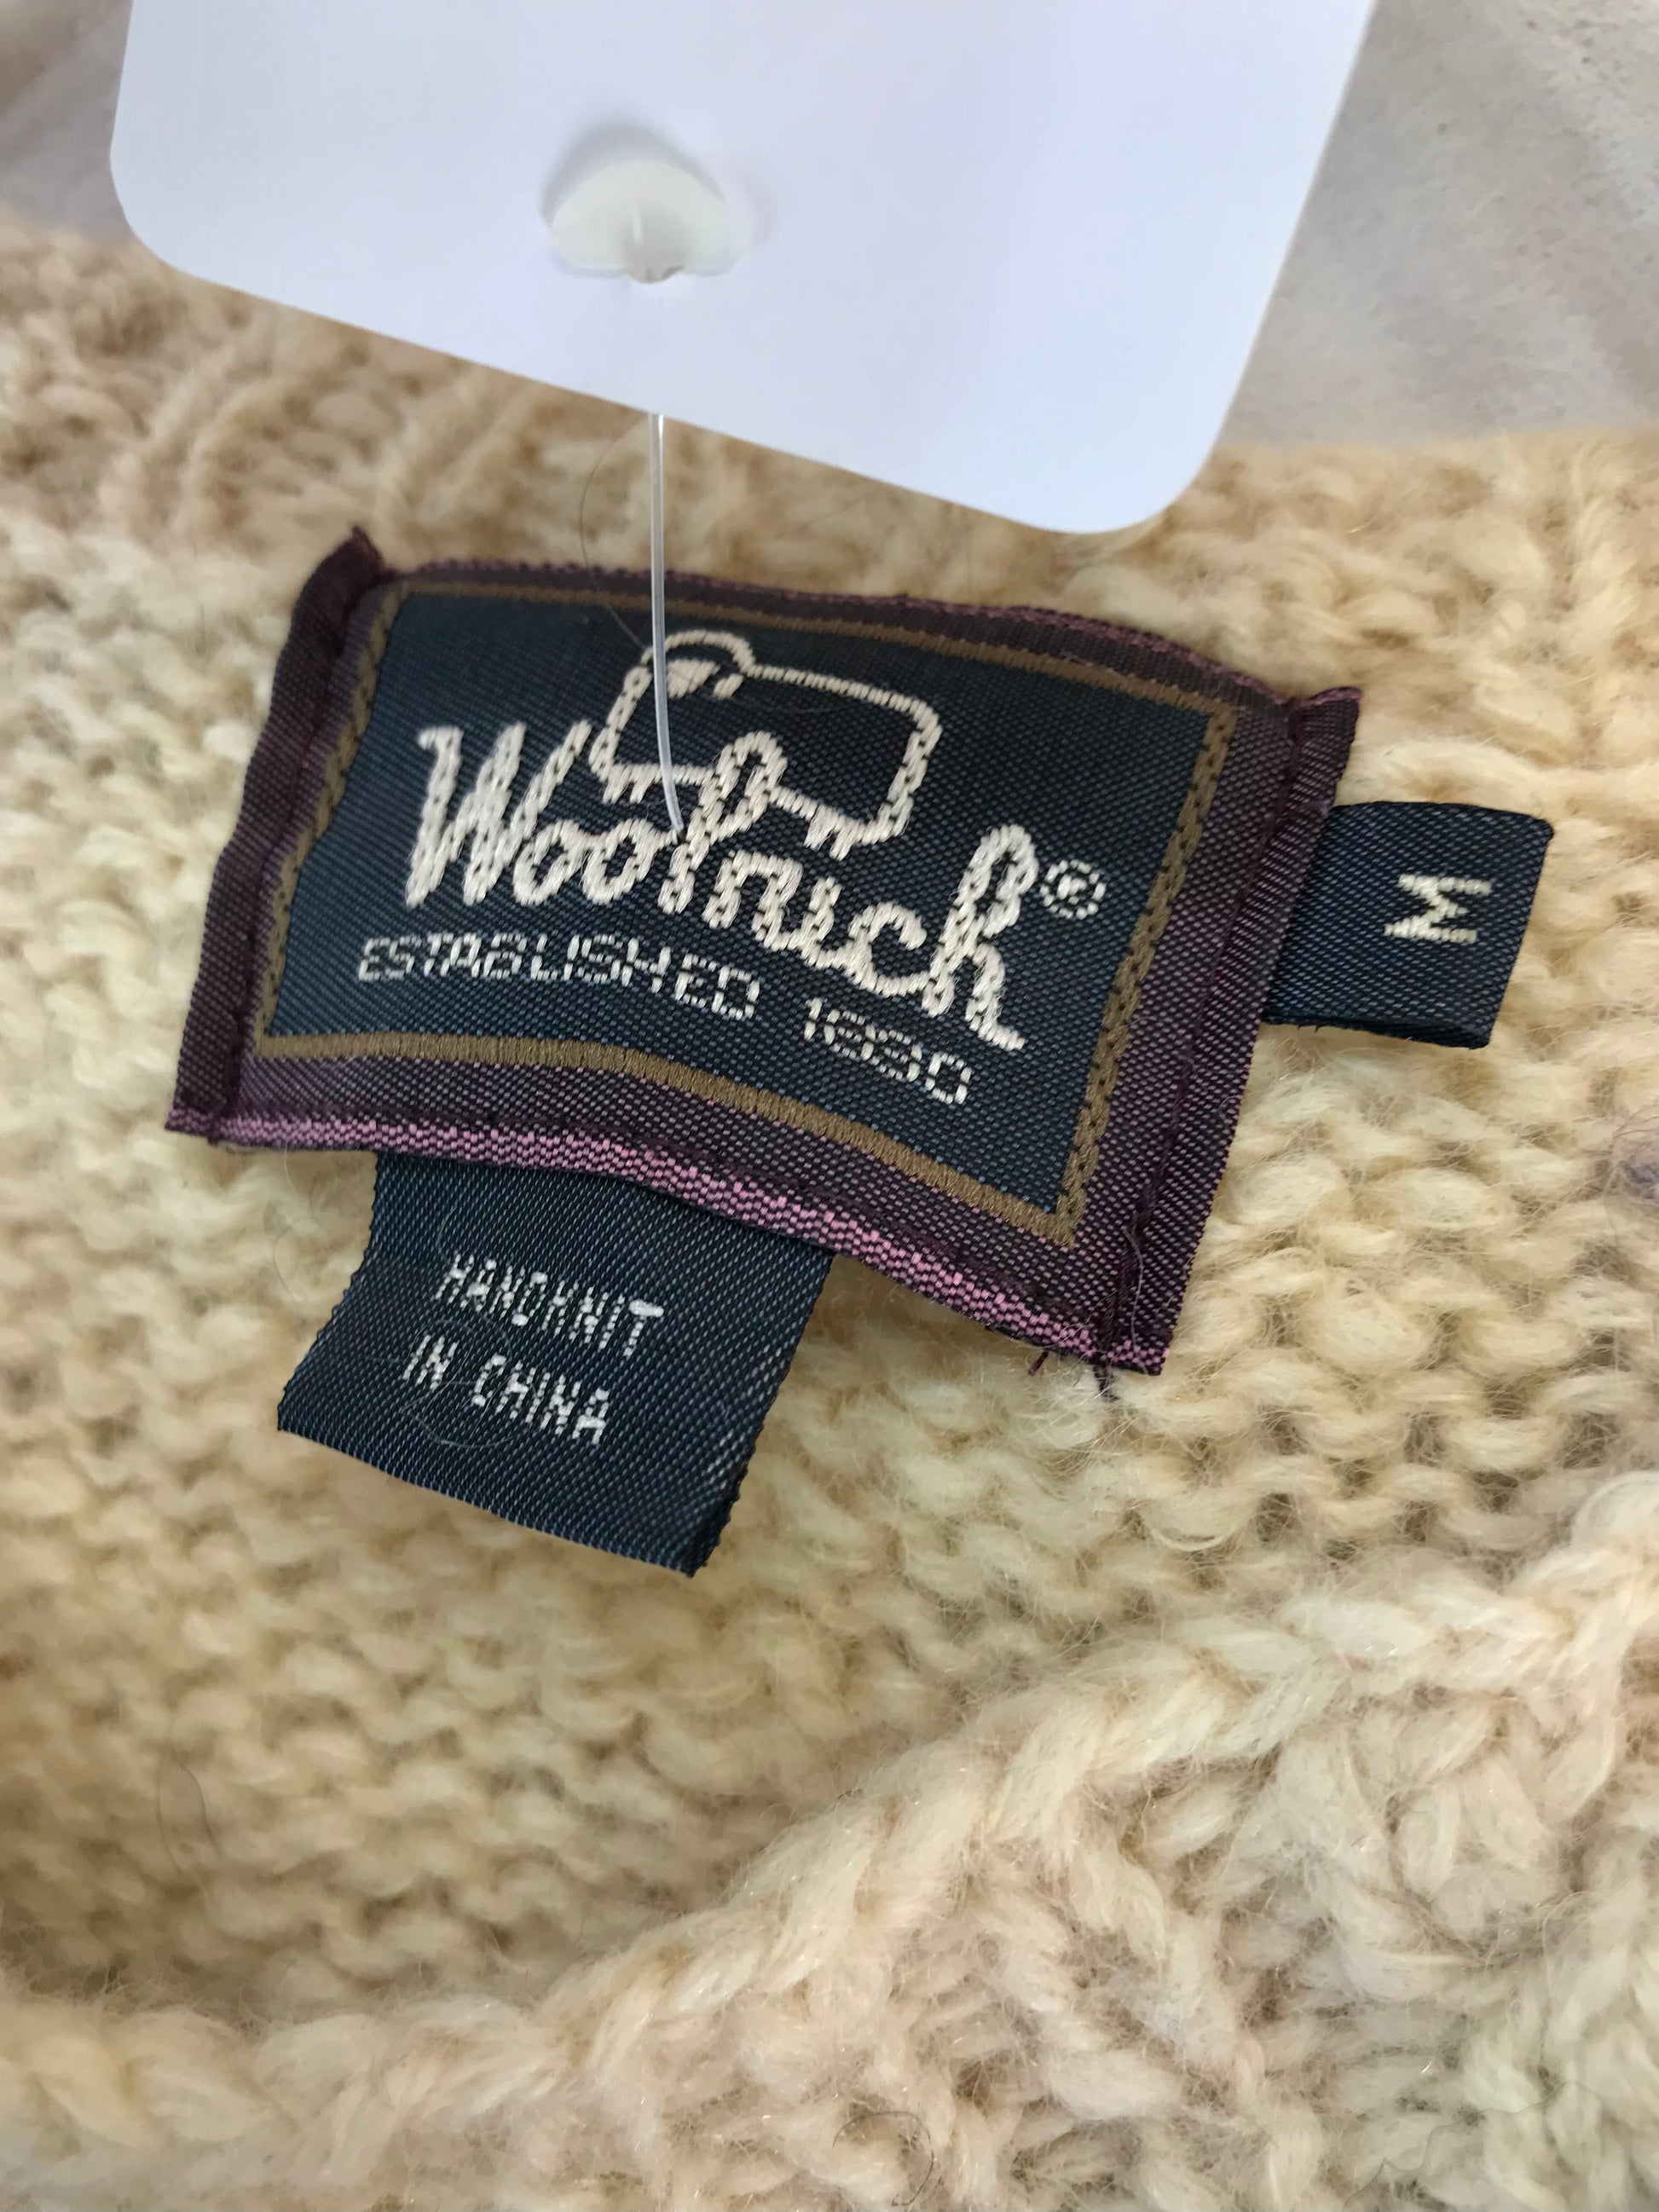 Woolrich®
ESTABLISHED 1830
M
HANDKNIT
IN CHINA